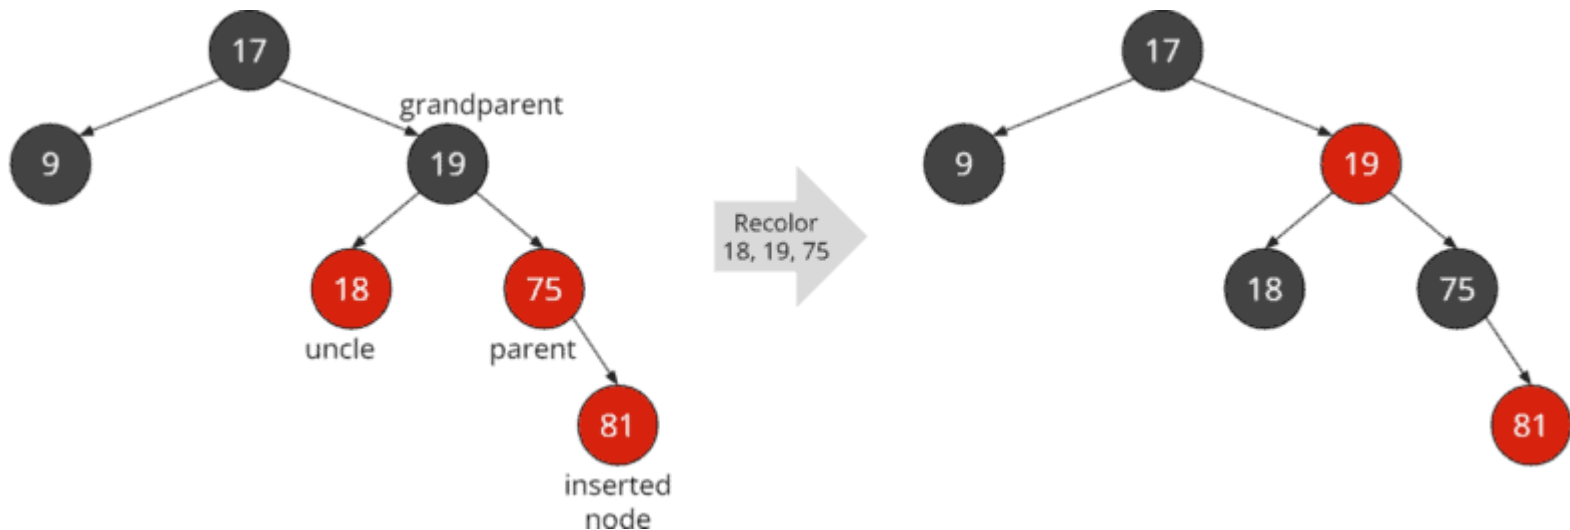 17
17
grandparent
9
19
9
19
Recolor
18, 19, 75
18
75
18
75
uncle
parent
81
81
inserted
node